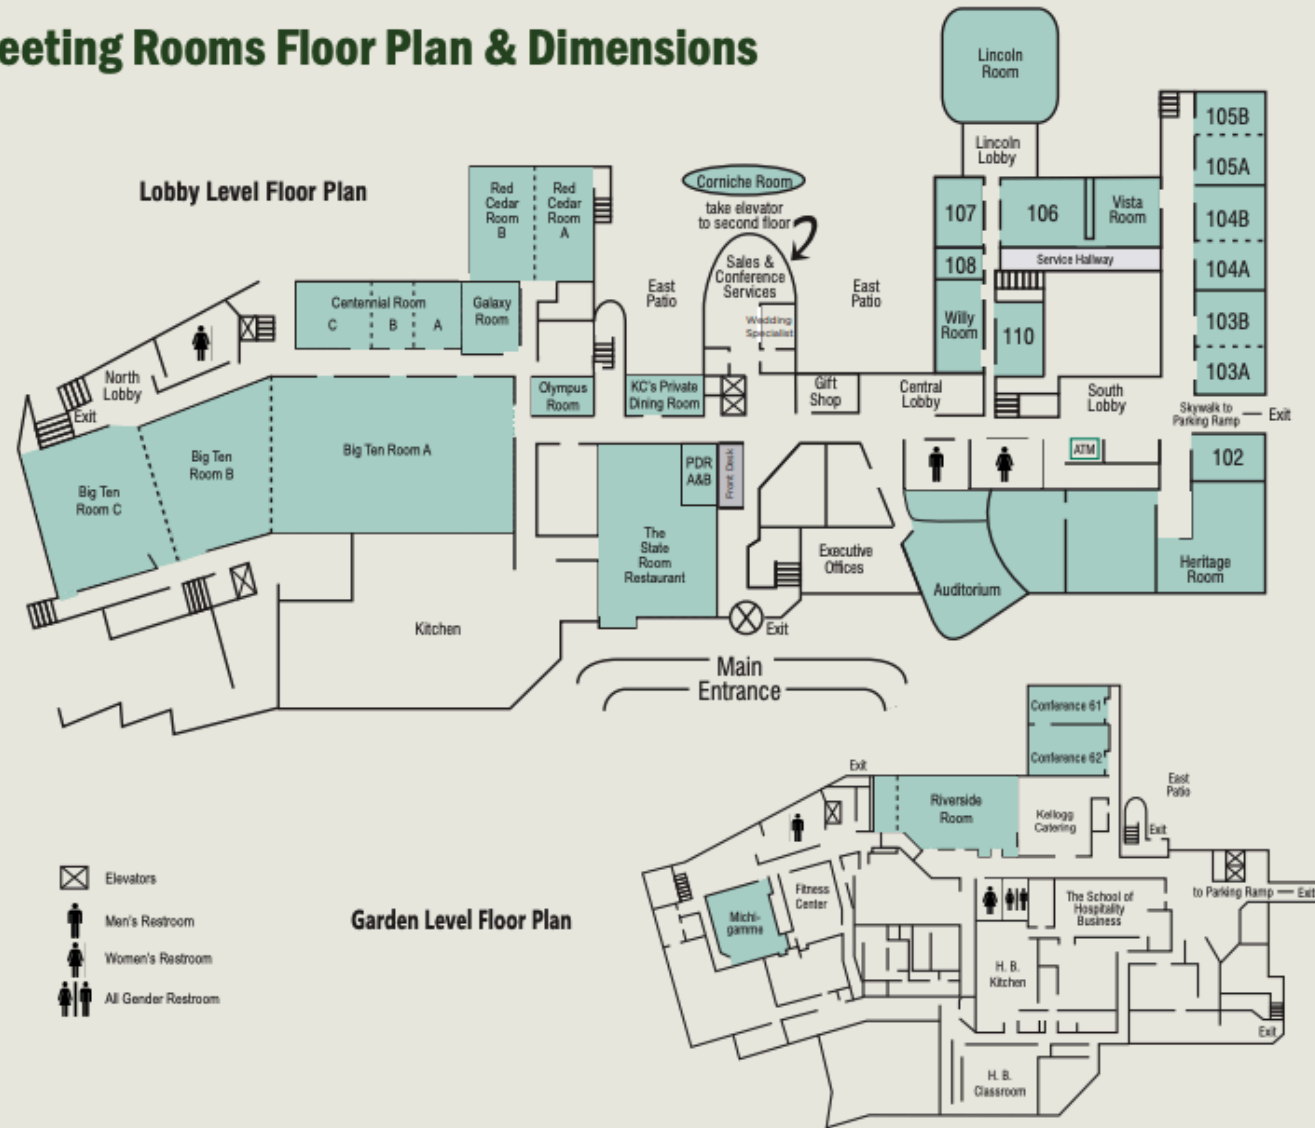 eeting Rooms Floor Plan & Dimensions
Lobby Level Floor Plan
Lincoln
Room
Lincoln
Lobby
105B
105A
104B
104A
103B
103A
Red
Cedar
Room
B
Red
Cedar
Room
A
Corniche Room
take elevator
to second floor
Sales &
Conference
Services
Wedding
Specialist
East
Patio
East
Patio
107
106
Vista
Room
108
Service Hallway
Willy
Room
110
Centennial Room
C
B
A
Galaxy
Room
North
Lobby
Exit
Olympus
Room
KC's Private
Dining Room
Gift
Shop
Central
Lobby
South
Lobby
Skywalk to
Parking Ramp
Exit
Big Ten
Room C
Big Ten
Room B
Big Ten Room A
PDR
A&B
Front Desk
ATM
102
The
State
Room
Restaurant
Executive
Offices
Auditorium
Heritage
Room
Kitchen
Exit
Main
Entrance
Conference 61
Conference 62
Exit
Riverside
Room
Kellogg
Catering
East
Patio
Exit
to Parking Ramp
Exit
Elevators
Men's Restroom
Women's Restroom
All Gender Restroom
Garden Level Floor Plan
Michi-
gamme
Fitness
Center
The School of
Hospitality
Business
H. B.
Kitchen
Exit
H. B.
Classroom